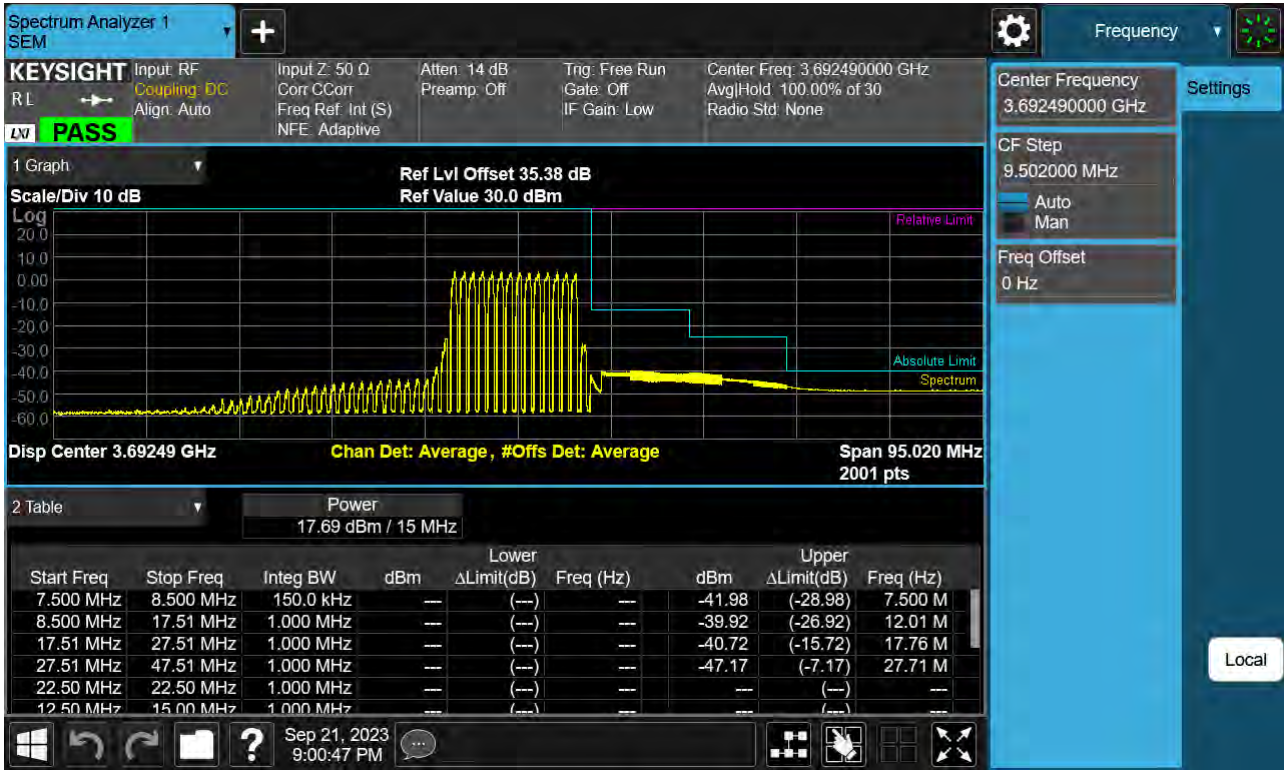 Spectrum Analyzer 1
SEM
Frequency
KEYSIGHT
RL
LXI
PASS
Input: RF
Coupling: DC
Align: Auto
Input Z: 50 Ω
Corr CCorr
Freq Ref: Int (S)
NFE: Adaptive
Atten: 14 dB
Preamp: Off
Trig: Free Run
Gate: Off
IF Gain: Low
Center Freq: 3.692490000 GHz
Avg|Hold: 100.00% of 30
Radio Std: None
Center Frequency
3.692490000 GHz
Settings
CF Step
9.502000 MHz
Auto
Man
Freq Offset
0 Hz
1 Graph
Scale/Div 10 dB
Ref Lvl Offset 35.38 dB
Ref Value 30.0 dBm
Log
20.0
10.0
0.00
-10.0
-20.0
-30.0
-40.0
-50.0
-60.0
Relative Limit
Absolute Limit
Spectrum
Disp Center 3.69249 GHz
Chan Det: Average, #Offs Det: Average
Span 95.020 MHz
2001 pts
2 Table
Power
17.69 dBm / 15 MHz
Lower Upper
Start Freq Stop Freq Integ BW dBm ΔLimit(dB) Freq (Hz) dBm ΔLimit(dB) Freq (Hz)
7.500 MHz 8.500 MHz 150.0 kHz --- (---) --- -41.98 (-28.98) 7.500 M
8.500 MHz 17.51 MHz 1.000 MHz --- (---) --- -39.92 (-26.92) 12.01 M
17.51 MHz 27.51 MHz 1.000 MHz --- (---) --- -40.72 (-15.72) 17.76 M
27.51 MHz 47.51 MHz 1.000 MHz --- (---) --- -47.17 (-7.17) 27.71 M
22.50 MHz 22.50 MHz 1.000 MHz --- (---) --- --- (---) ---
12.50 MHz 15.00 MHz 1.000 MHz --- (---) --- --- (---) ---
Local
Sep 21, 2023
9:00:47 PM